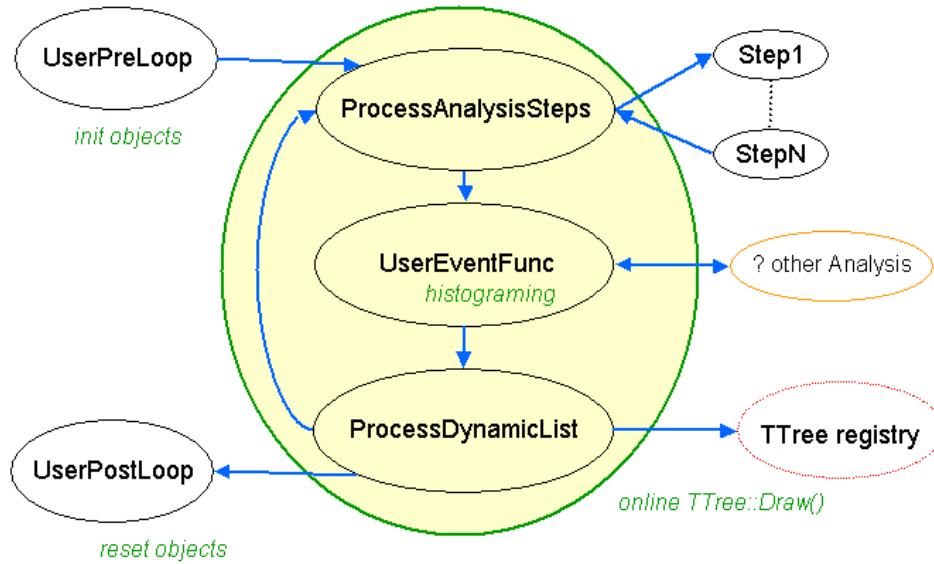 UserPreLoop
init objects
ProcessAnalysisSteps
Step1
StepN
UserEventFunc
histograming
? other Analysis
ProcessDynamicList
TTree registry
online TTree::Draw()
UserPostLoop
reset objects